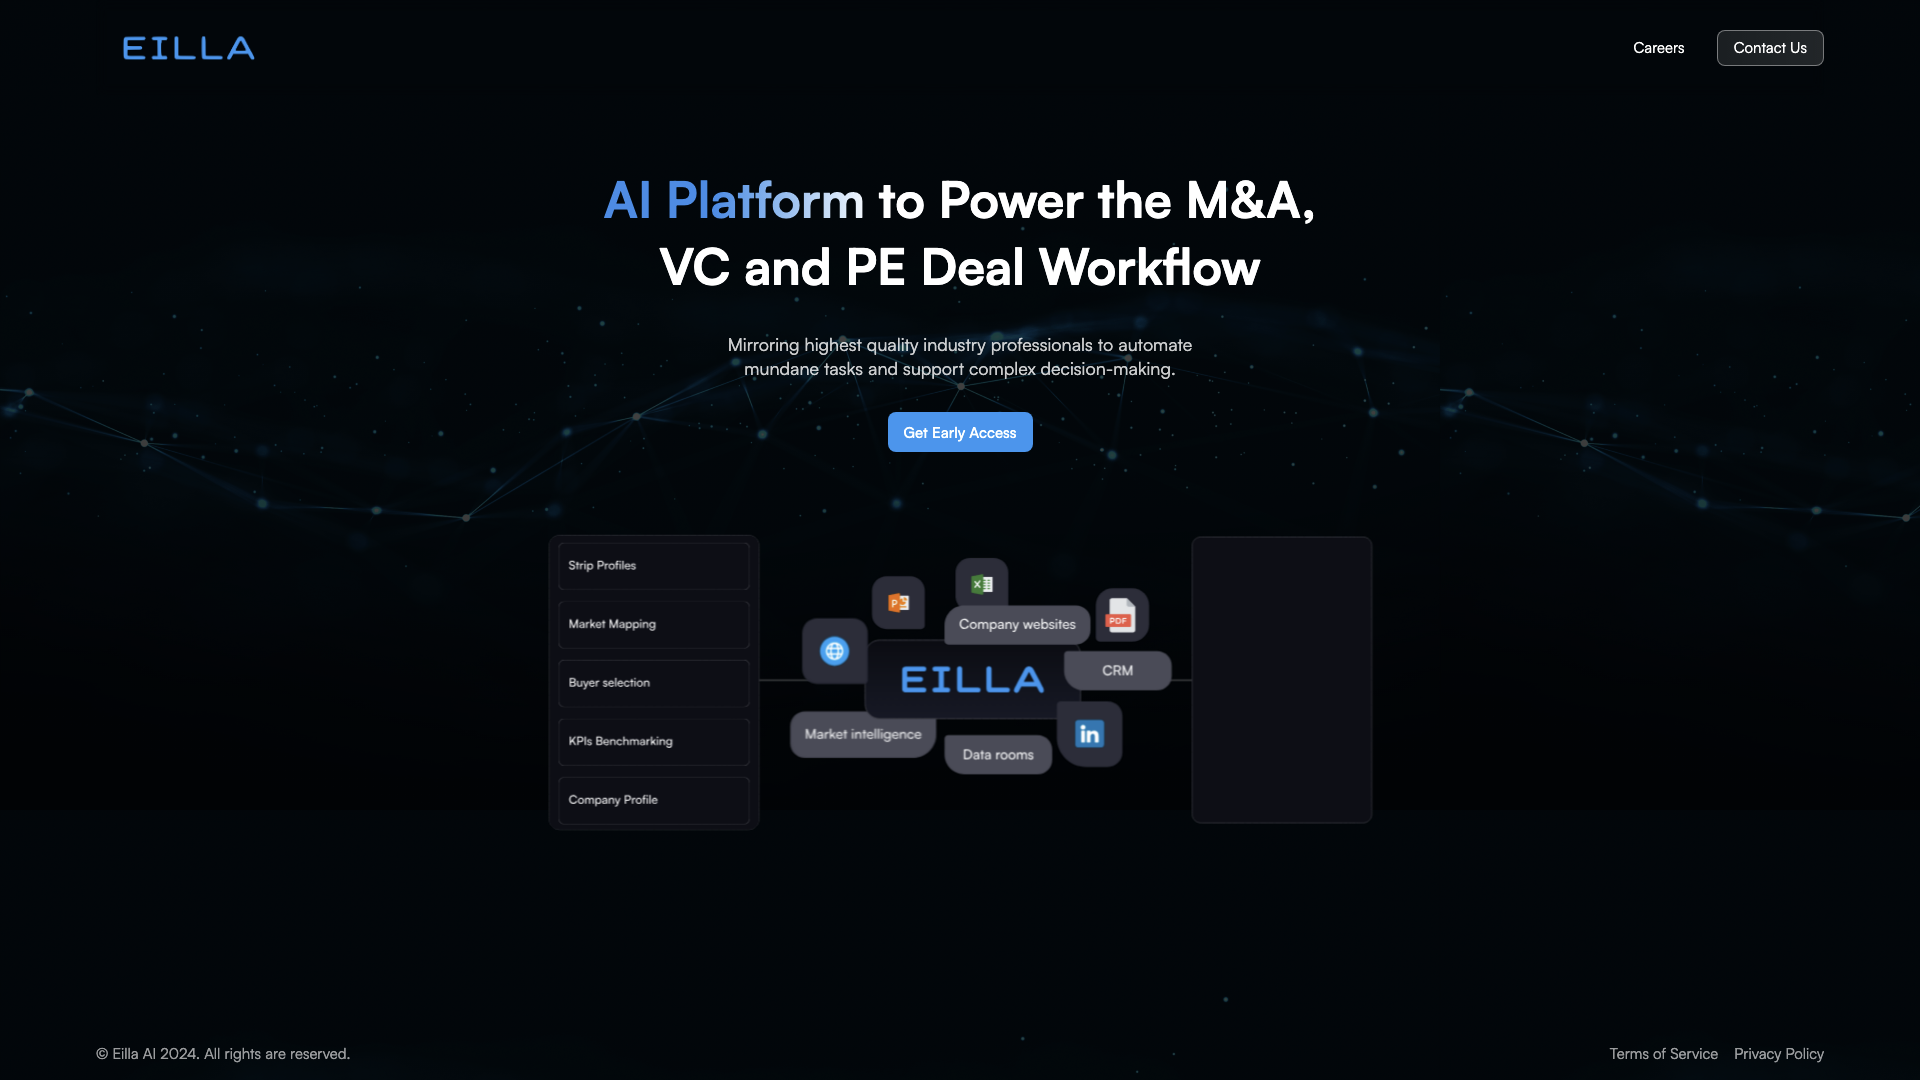 EILLA
Careers
Contact Us
AI Platform to Power the M&A,
VC and PE Deal Workflow
Mirroring highest quality industry professionals to automate
mundane tasks and support complex decision-making.
Get Early Access
Strip Profiles
Market Mapping
Buyer selection
KPIs Benchmarking
Company Profile
P
X
Company websites
PDF
CRM
EILLA
Market intelligence
Data rooms
in
© Eilla AI 2024. All rights are reserved.
Terms of Service
Privacy Policy